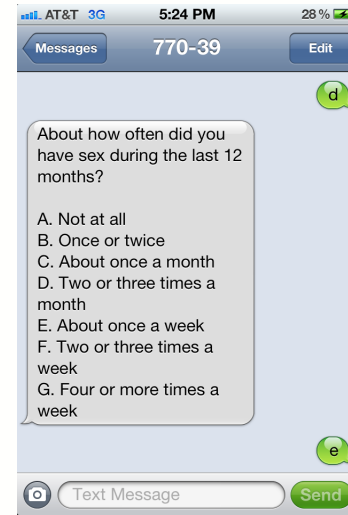 AT&T 3G 5:24 PM 28 %
Messages 770-39 Edit
d
About how often did you
have sex during the last 12
months?
A. Not at all
B. Once or twice
C. About once a month
D. Two or three times a
month
E. About once a week
F. Two or three times a
week
G. Four or more times a
week
e
Text Message Send